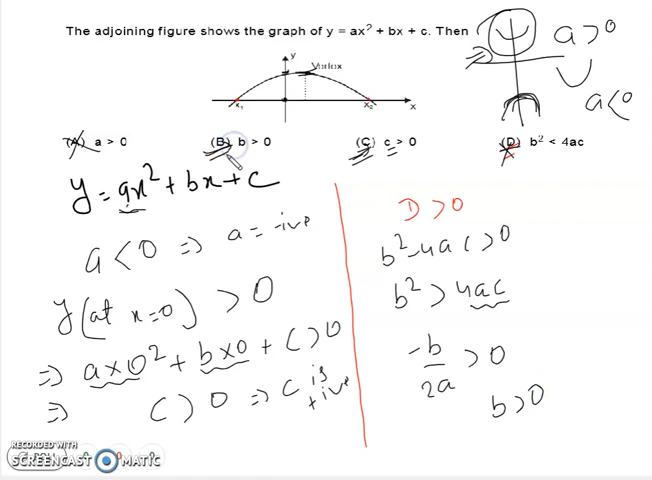 The adjoining figure shows the graph of y = ax² + bx + c. Then
a > 0
a < 0
y
Vertex
x₁
x₂
x
(A) a > 0 (B) b > 0 (C) c > 0 (D) b² < 4ac
y = ax² + bx + c
a < 0 ⇒ a = -ive
y(at x=0) > 0
⇒ a×0² + b×0 + c > 0
⇒ c > 0 ⇒ c is +ive
D > 0
b² - 4ac > 0
b² > 4ac
-b/2a > 0
b > 0
RECORDED WITH
SCREENCAST MATIC